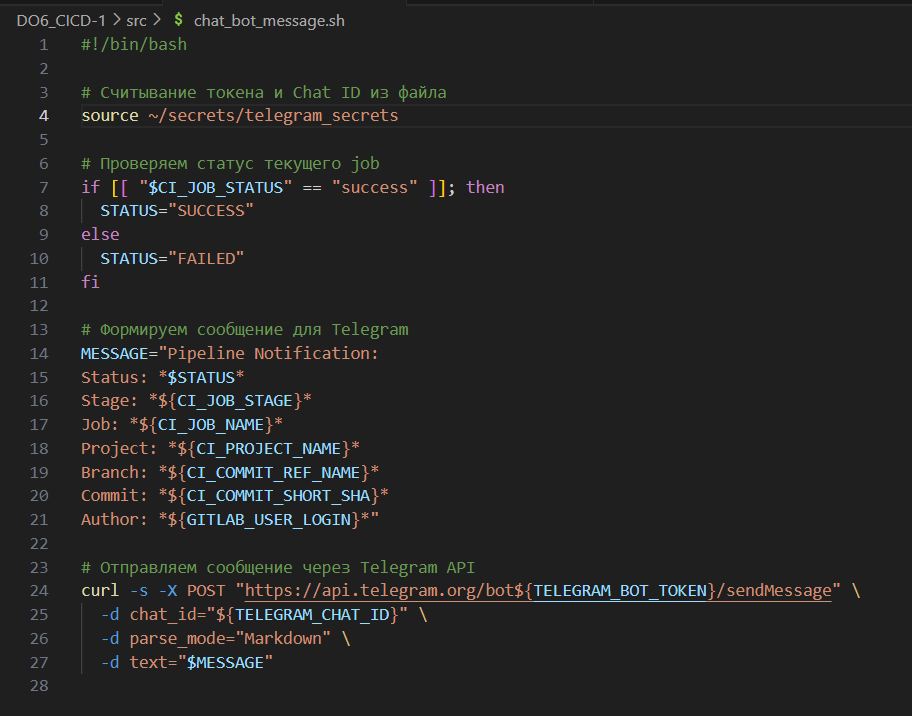 DO6_CICD-1 > src > $ chat_bot_message.sh
1 #!/bin/bash
2
3 # Считывание токена и Chat ID из файла
4 source ~/secrets/telegram_secrets
5
6 # Проверяем статус текущего job
7 if [[ "$CI_JOB_STATUS" == "success" ]]; then
8   STATUS="SUCCESS"
9 else
10   STATUS="FAILED"
11 fi
12
13 # Формируем сообщение для Telegram
14 MESSAGE="Pipeline Notification:
15 Status: *$STATUS*
16 Stage: *${CI_JOB_STAGE}*
17 Job: *${CI_JOB_NAME}*
18 Project: *${CI_PROJECT_NAME}*
19 Branch: *${CI_COMMIT_REF_NAME}*
20 Commit: *${CI_COMMIT_SHORT_SHA}*
21 Author: *${GITLAB_USER_LOGIN}*"
22
23 # Отправляем сообщение через Telegram API
24 curl -s -X POST "https://api.telegram.org/bot${TELEGRAM_BOT_TOKEN}/sendMessage" \
25   -d chat_id="${TELEGRAM_CHAT_ID}" \
26   -d parse_mode="Markdown" \
27   -d text="$MESSAGE"
28